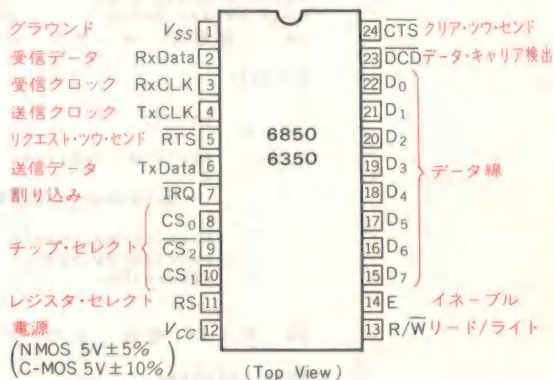 グラウンド V_SS 1
受信データ RxData 2
受信クロック RxCLK 3
送信クロック TxCLK 4
リクエスト・ツウ・センド R̅T̅S̅ 5
送信データ TxData 6
割り込み I̅R̅Q̅ 7
CS₀ 8
チップ・セレクト C̅S̅₂ 9
CS₁ 10
レジスタ・セレクト RS 11
電源 V_CC 12
(NMOS 5V±5%
C-MOS 5V±10%)
6850
6350
24 C̅T̅S̅ クリア・ツウ・センド
23 D̅C̅D̅ データ・キャリア検出
22 D₀
21 D₁
20 D₂
19 D₃
データ線
18 D₄
17 D₅
16 D₆
15 D₇
14 E イネーブル
13 R/W̅ リード/ライト
(Top View)